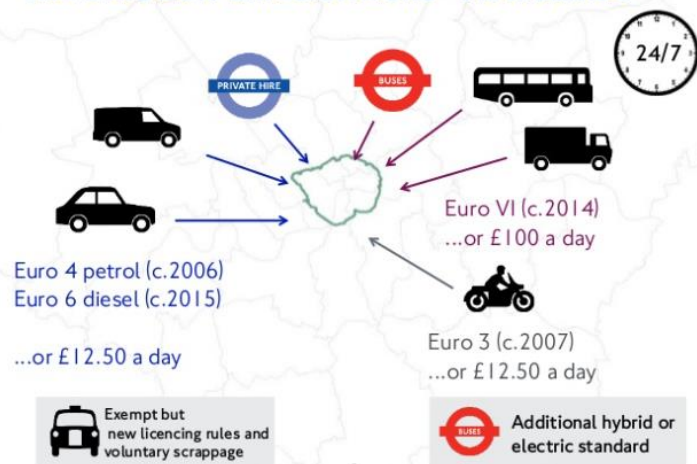 PRIVATE HIRE
BUSES
24/7
Euro VI (c.2014)
...or £100 a day
Euro 4 petrol (c.2006)
Euro 6 diesel (c.2015)
...or £12.50 a day
Euro 3 (c.2007)
...or £12.50 a day
Exempt but
new licencing rules and
voluntary scrappage
BUSES
Additional hybrid or
electric standard